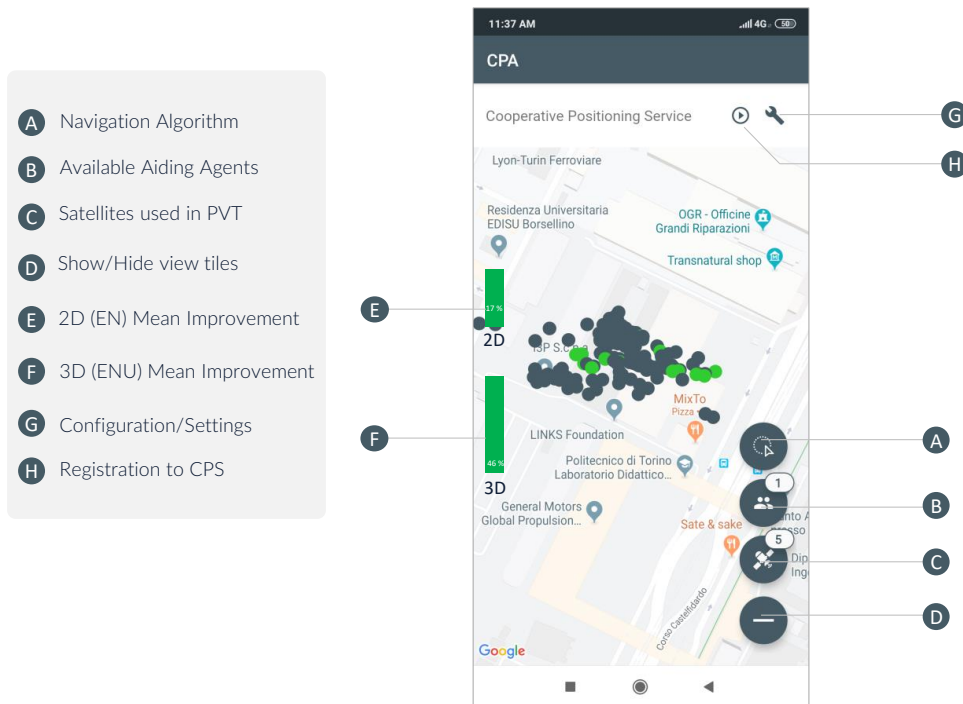 A Navigation Algorithm
B Available Aiding Agents
C Satellites used in PVT
D Show/Hide view tiles
E 2D (EN) Mean Improvement
F 3D (ENU) Mean Improvement
G Configuration/Settings
H Registration to CPS
11:37 AM
4G
50
CPA
Cooperative Positioning Service
G
H
Lyon-Turin Ferroviare
Residenza Universitaria
EDISU Borsellino
OGR - Officine
Grandi Riparazioni
Transnatural shop
E
17 %
2D
ISP S.c.
MixTo
Pizza
F
46 %
3D
LINKS Foundation
A
Politecnico di Torino
Laboratorio Didattico...
1
B
General Motors
Global Propulsion...
Sate & sake
5
C
Dip
Ing
D
Corso Castelfidardo
Google